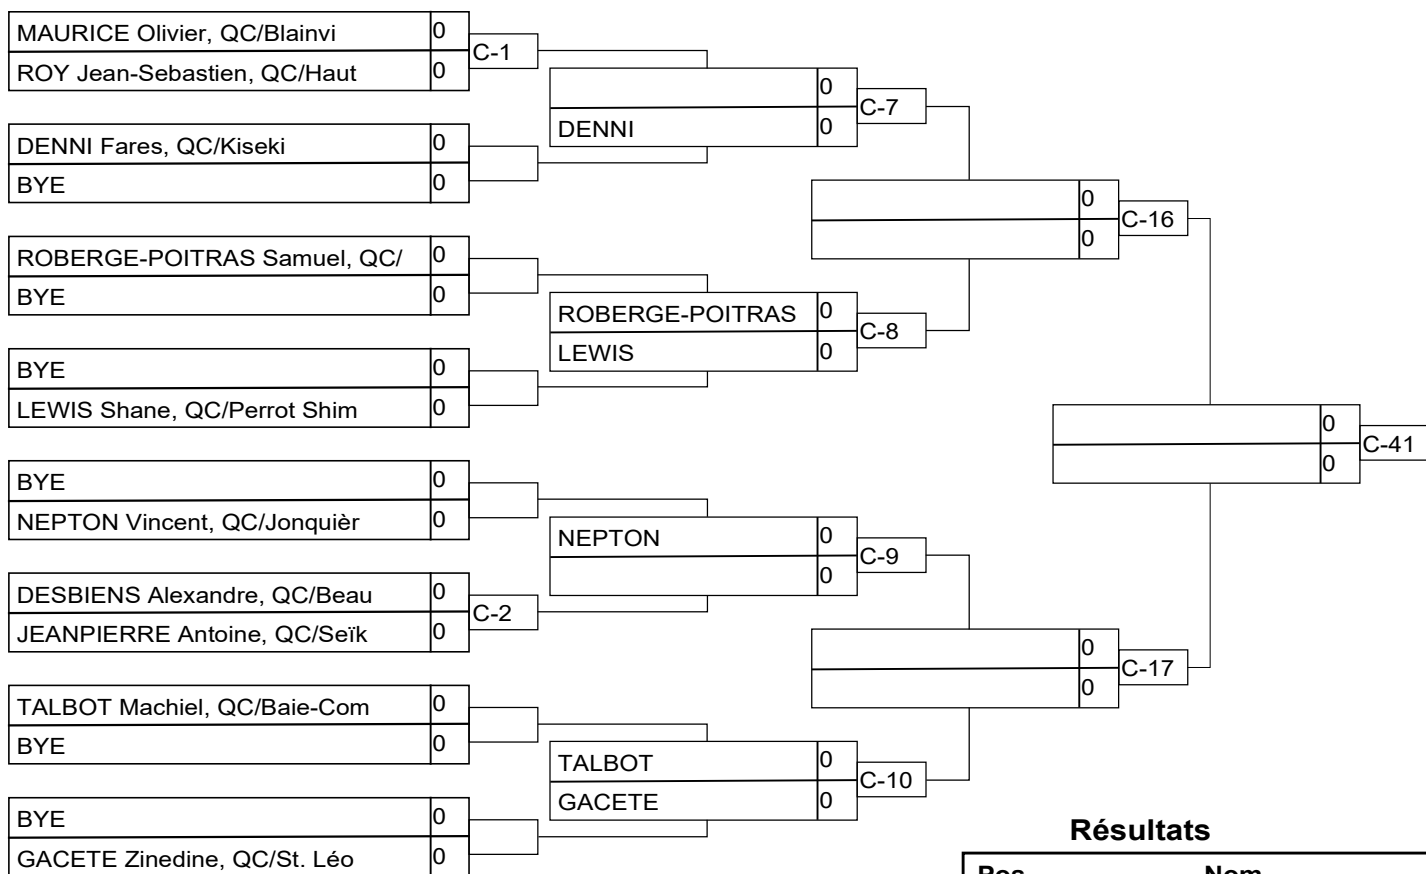 MAURICE Olivier, QC/Blainvi 0
ROY Jean-Sebastien, QC/Haut 0
C-1
DENNI Fares, QC/Kiseki 0
BYE 0
ROBERGE-POITRAS Samuel, QC/ 0
BYE 0
BYE 0
LEWIS Shane, QC/Perrot Shim 0
BYE 0
NEPTON Vincent, QC/Jonquièr 0
DESBIENS Alexandre, QC/Beau 0
JEANPIERRE Antoine, QC/Seïk 0
C-2
TALBOT Machiel, QC/Baie-Com 0
BYE 0
BYE 0
GACETE Zinedine, QC/St. Léo 0
0
DENNI 0
C-7
ROBERGE-POITRAS 0
LEWIS 0
C-8
NEPTON 0
0
C-9
TALBOT 0
GACETE 0
C-10
0
0
C-16
0
0
C-17
0
0
C-41
Résultats
Pos Nom